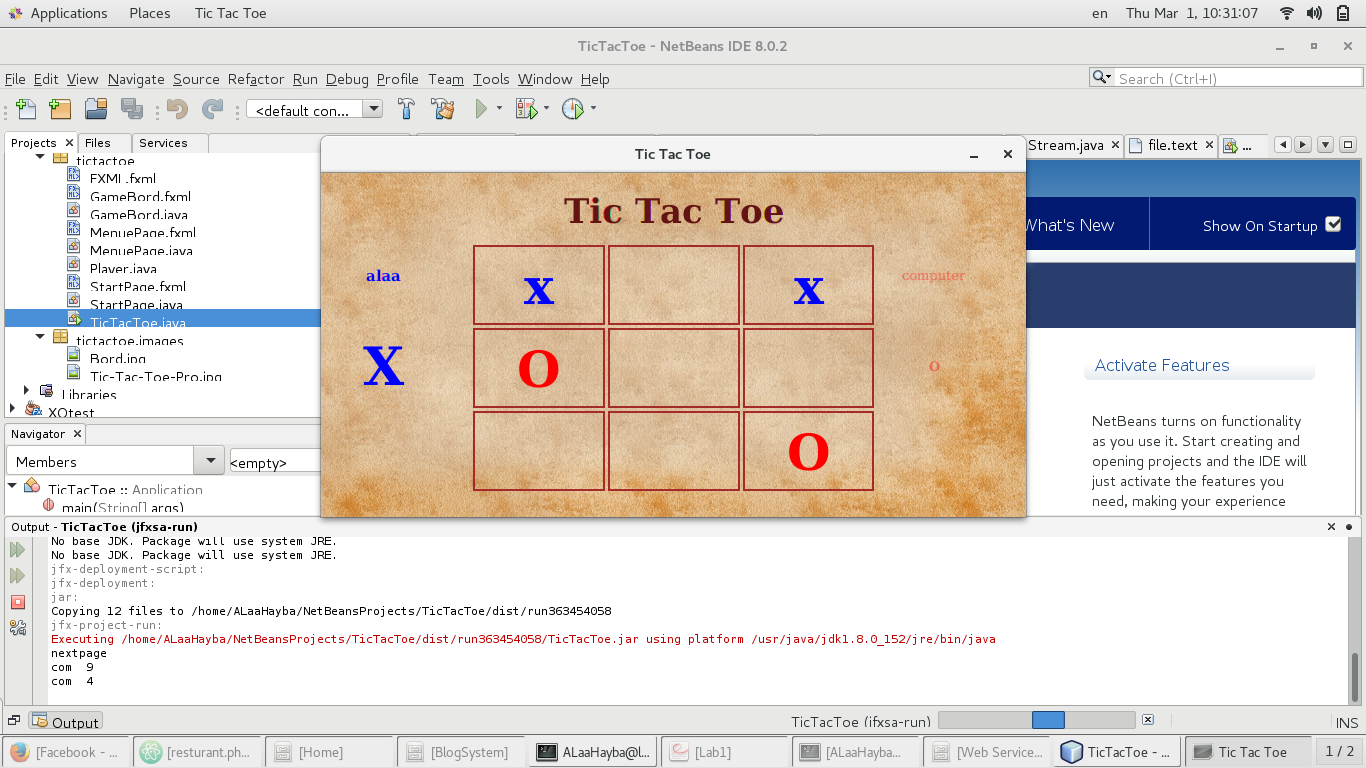 Applications Places Tic Tac Toe en Thu Mar 1, 10:31:07
TicTacToe - NetBeans IDE 8.0.2
File Edit View Navigate Source Refactor Run Debug Profile Team Tools Window Help
Search (Ctrl+I)
<default con...
Projects Files Services
Stream.java file.text ...
tictactoe
FXML.fxml
GameBord.fxml
GameBord.java
MenuePage.fxml
MenuePage.java
Player.java
StartPage.fxml
StartPage.java
TicTacToe.java
tictactoe.images
Bord.jpg
Tic-Tac-Toe-Pro.jpg
Libraries
XOtest
Navigator
Members <empty>
TicTacToe :: Application
main(String[] args)
Tic Tac Toe
Tic Tac Toe
alaa
X
x x
O
O
computer
O
What's New Show On Startup
Activate Features
NetBeans turns on functionality
as you use it. Start creating and
opening projects and the IDE will
just activate the features you
need, making your experience
Output - TicTacToe (jfxsa-run)
No base JDK. Package will use system JRE.
No base JDK. Package will use system JRE.
jfx-deployment-script:
jfx-deployment:
jar:
Copying 12 files to /home/ALaaHayba/NetBeansProjects/TicTacToe/dist/run363454058
jfx-project-run:
Executing /home/ALaaHayba/NetBeansProjects/TicTacToe/dist/run363454058/TicTacToe.jar using platform /usr/java/jdk1.8.0_152/jre/bin/java
nextpage
com 9
com 4
Output TicTacToe (jfxsa-run) INS
[Facebook - ... [resturant.ph... [Home] [BlogSystem] ALaaHayba@l... [Lab1] [ALaaHayba... [Web Service... TicTacToe - ... Tic Tac Toe 1 / 2